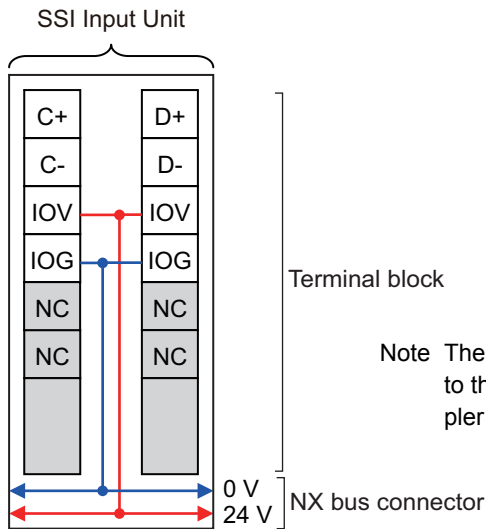 SSI Input Unit
C+ D+
C- D-
IOV IOV
IOG IOG
NC NC
NC NC
Terminal block
Note The
to th
pler
0 V
24 V
NX bus connector